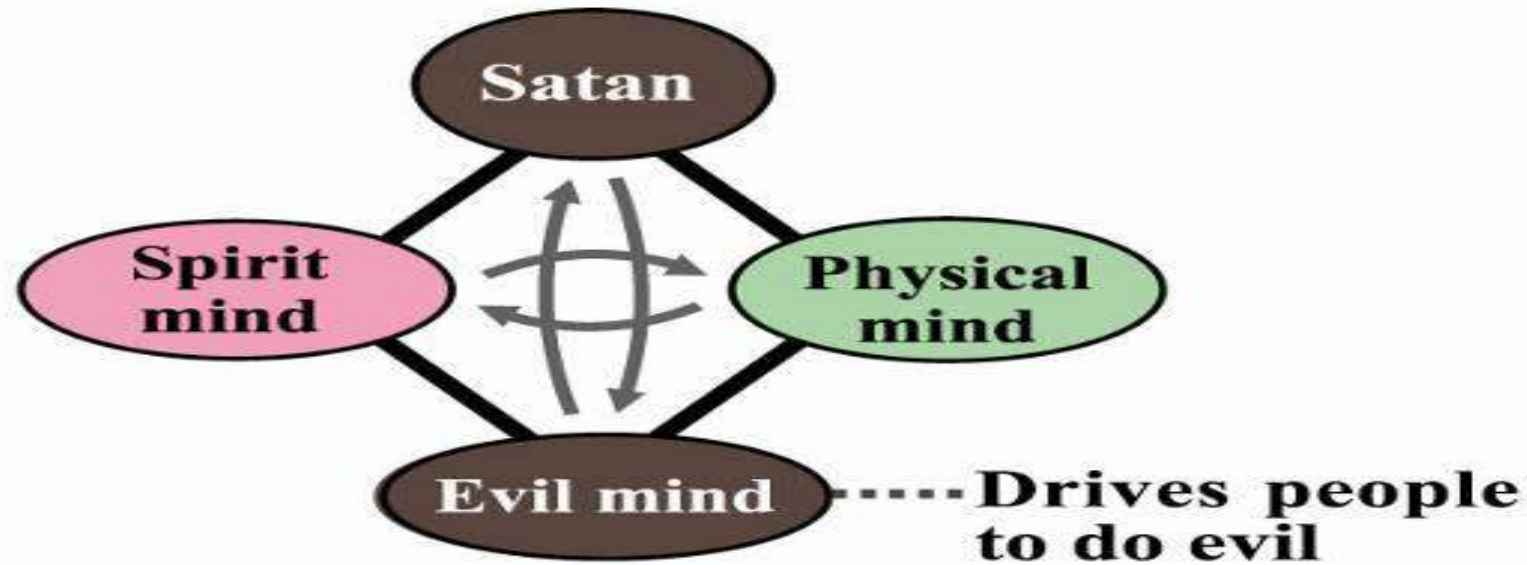 Satan
Spirit
mind
Physical
mind
Evil mind
Drives people
to do evil